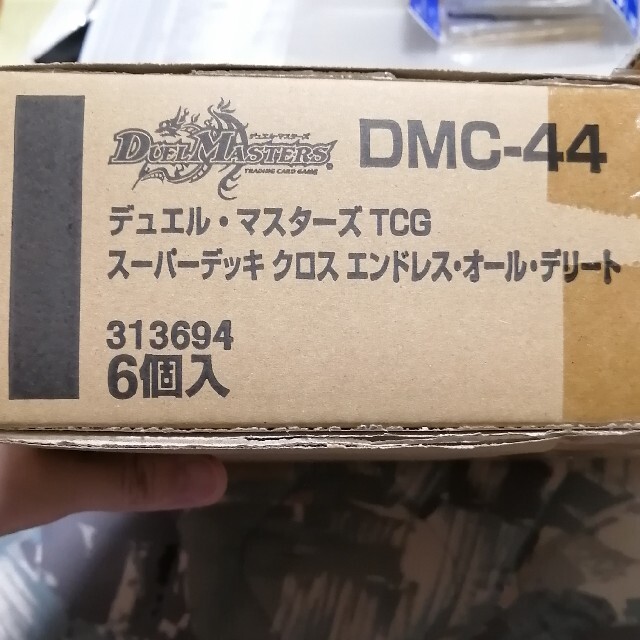 デュエル・マスターズ
DUEL MASTERS
TRADING CARD GAME
DMC-44
デュエル・マスターズ TCG
スーパーデッキ クロス エンドレス・オール・デリート
313694
6個入